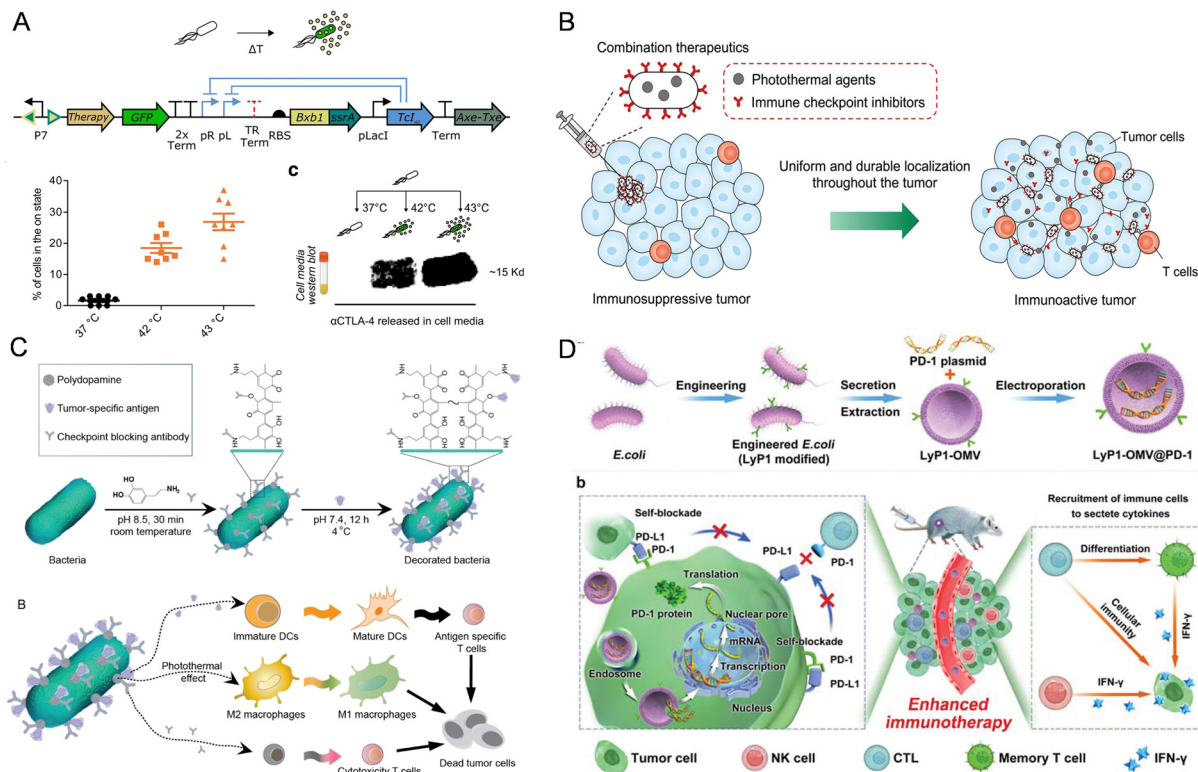 A
ΔT
P7
Therapy
GFP
2x
Term
pR pL
TR
Term
RBS
Bxb1
ssrA
pLacI
Term
Axe-Txe
% of cells in the on state
40
30
20
10
0
37 °C
42 °C
43 °C
c
37°C
42°C
43°C
Cell media
western blot
~15 Kd
αCTLA-4 released in cell media
B
Combination therapeutics
Photothermal agents
Immune checkpoint inhibitors
Tumor cells
Uniform and durable localization
throughout the tumor
T cells
Immunosuppressive tumor
Immunoactive tumor
C
Polydopamine
Tumor-specific antigen
Checkpoint blocking antibody
HO
HO
NH₂
pH 8.5, 30 min
room temperature
pH 7.4, 12 h
4°C
Bacteria
Decorated bacteria
B
Immature DCs
Mature DCs
Antigen specific
T cells
Photothermal
effect
M2 macrophages
M1 macrophages
Cytotoxicity T cells
Dead tumor cells
D
E.coli
Engineering
Engineered E.coli
(LyP1 modified)
Secretion
Extraction
PD-1 plasmid
+
LyP1-OMV
Electroporation
LyP1-OMV@PD-1
b
Self-blockade
PD-L1
PD-1
PD-L1
PD-1
Translation
PD-1 protein
Nuclear pore
mRNA
Transcription
Endosome
Nucleus
Self-blockade
PD-1
PD-L1
Enhanced
immunotherapy
Recruitment of immune cells
to sectete cytokines
Differentiation
Cellular
immunity
IFN-γ
IFN-γ
Tumor cell
NK cell
CTL
Memory T cell
IFN-γ